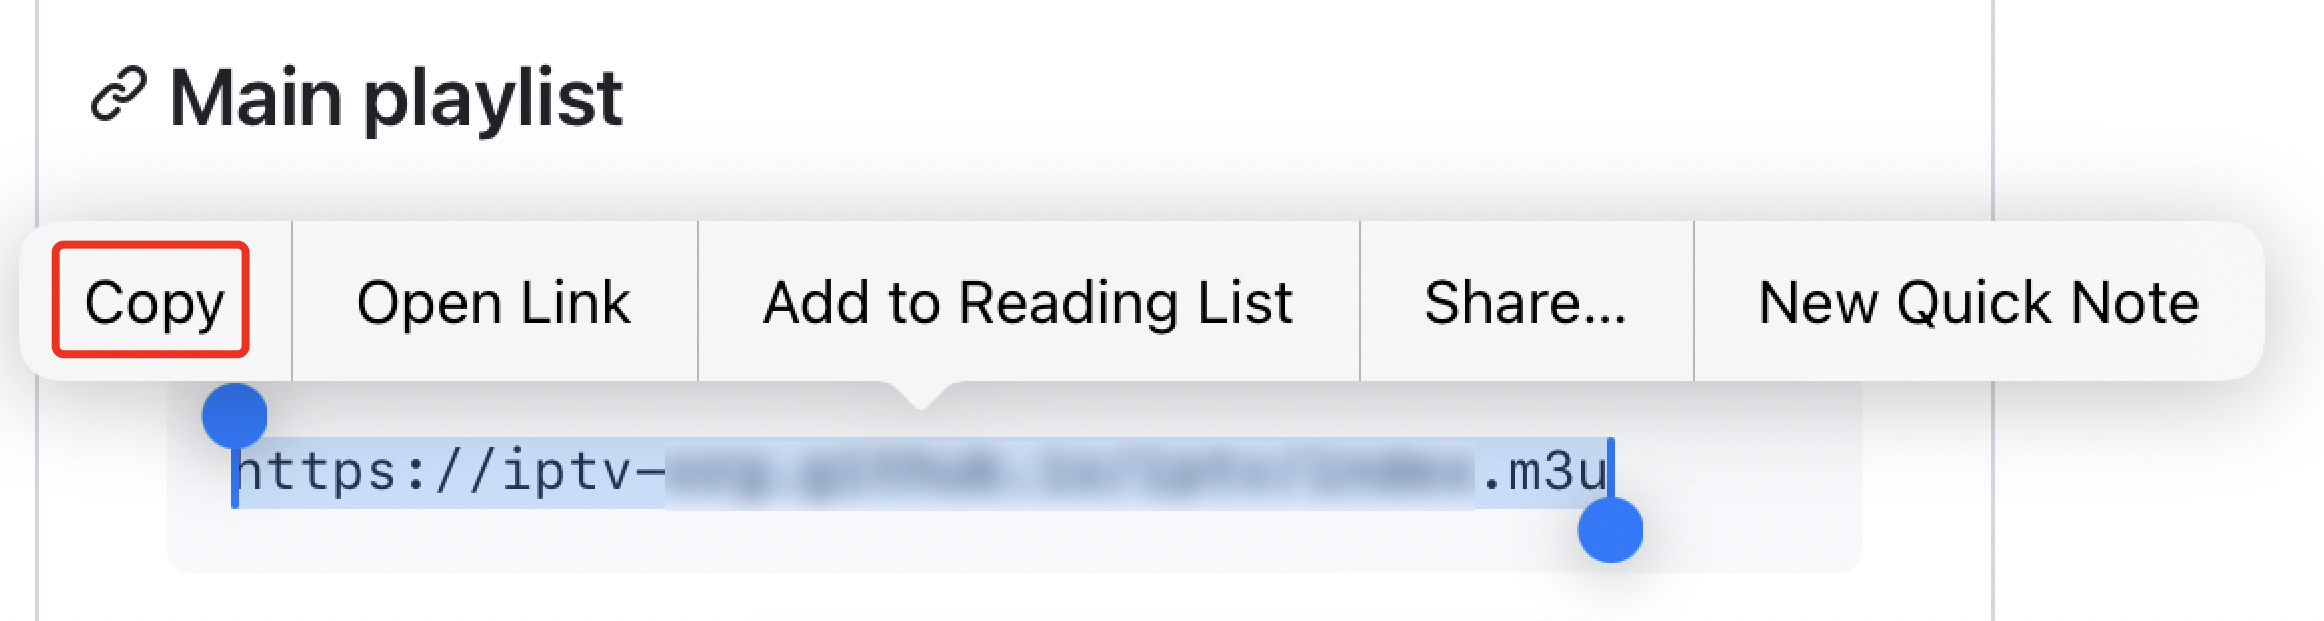 Main playlist
Copy
Open Link
Add to Reading List
Share...
New Quick Note
https://iptv-
.m3u